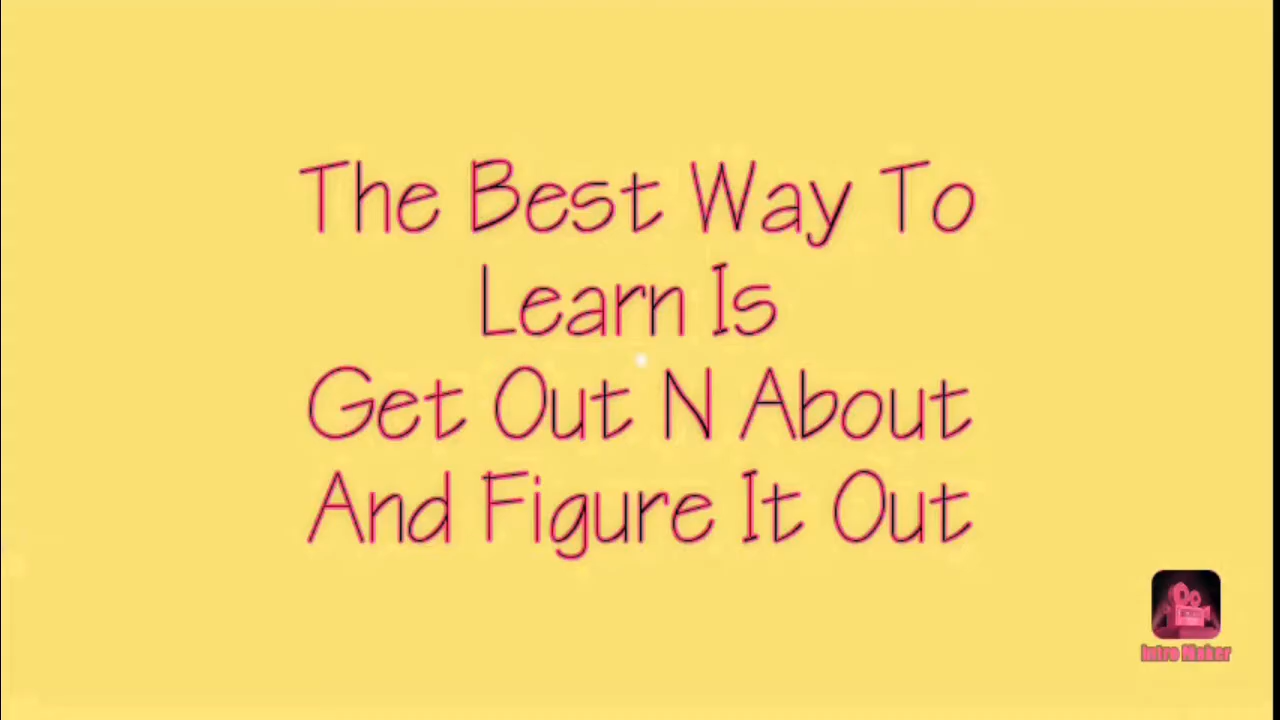 The Best Way To
Learn Is
Get Out N About
And Figure It Out
Intro Maker